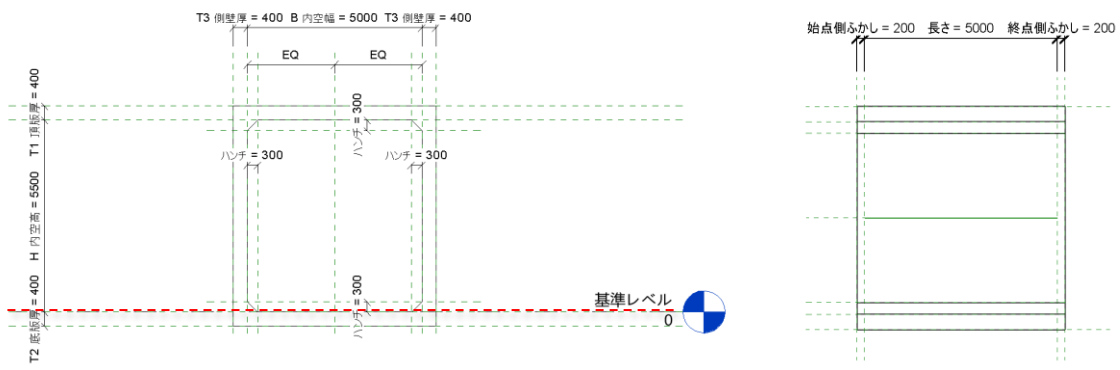 T3 側壁厚 = 400 B 内空幅 = 5000 T3 側壁厚 = 400
EQ EQ
T1 頂版厚 = 400
H 内空高 = 5500
T2 底版厚 = 400
ハンチ = 300
ハンチ = 300
ハンチ = 300
ハンチ = 300
基準レベル
0
始点側ふかし = 200 長さ = 5000 終点側ふかし = 200